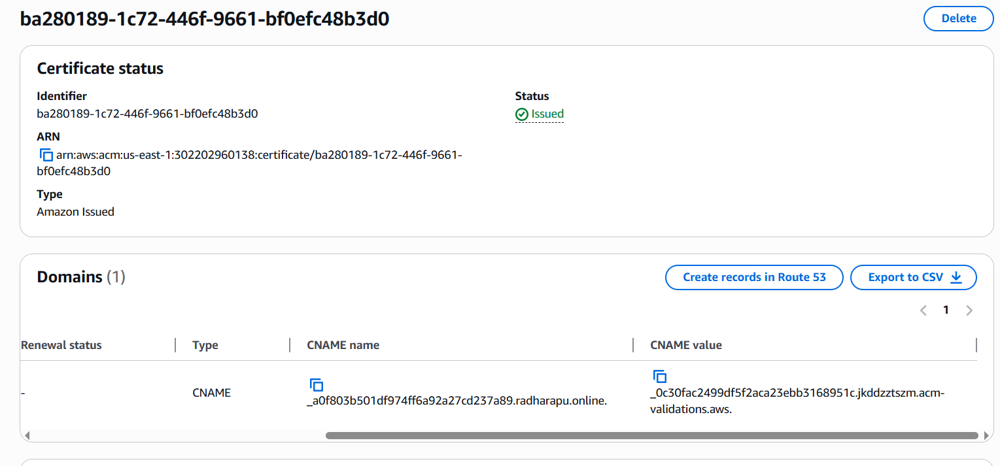 ba280189-1c72-446f-9661-bf0efc48b3d0
Delete
Certificate status
Identifier
ba280189-1c72-446f-9661-bf0efc48b3d0
Status
Issued
ARN
arn:aws:acm:us-east-1:302202960138:certificate/ba280189-1c72-446f-9661-
bf0efc48b3d0
Type
Amazon Issued
Domains (1)
Create records in Route 53
Export to CSV
1
Renewal status
Type
CNAME name
CNAME value
-
CNAME
_a0f803b501df974ff6a92a27cd237a89.radharapu.online.
_0c30fac2499df5f2aca23ebb3168951c.jkddzztszm.acm-
validations.aws.